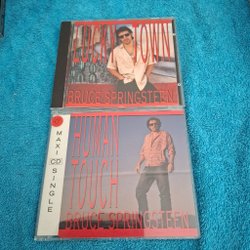 LUCKY TOWN
BRUCE SPRINGSTEEN
MAXI CD SINGLE
HUMAN
TOUCH
BRUCE SPRINGSTEEN